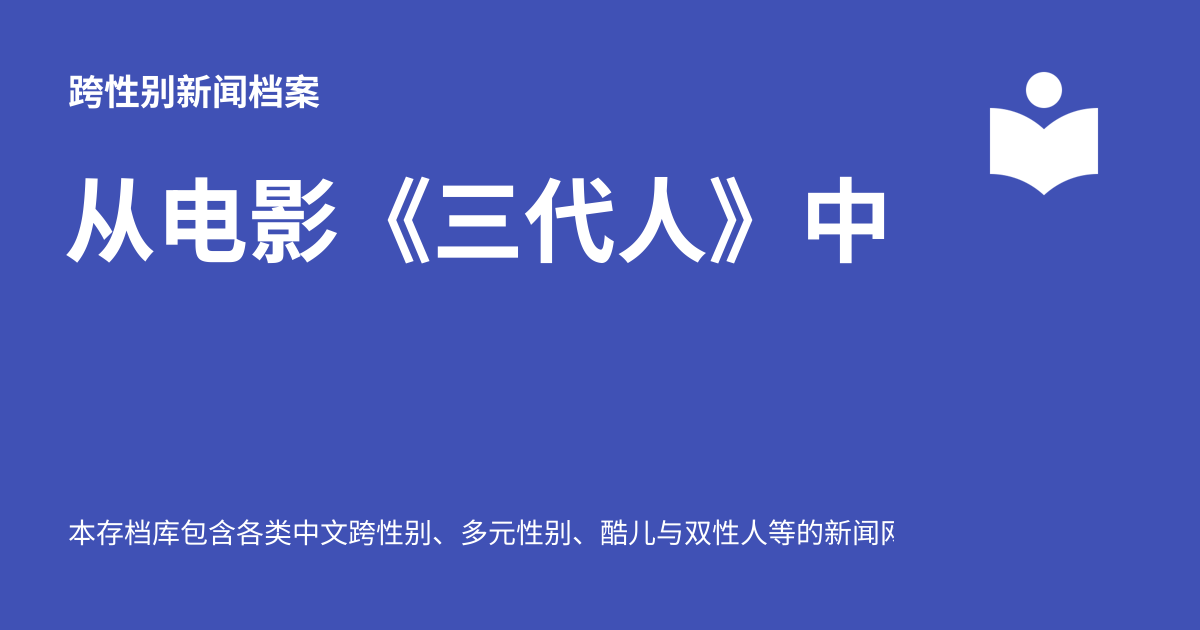 跨性别新闻档案
从电影《三代人》中
本存档库包含各类中文跨性别、多元性别、酷儿与双性人等的新闻